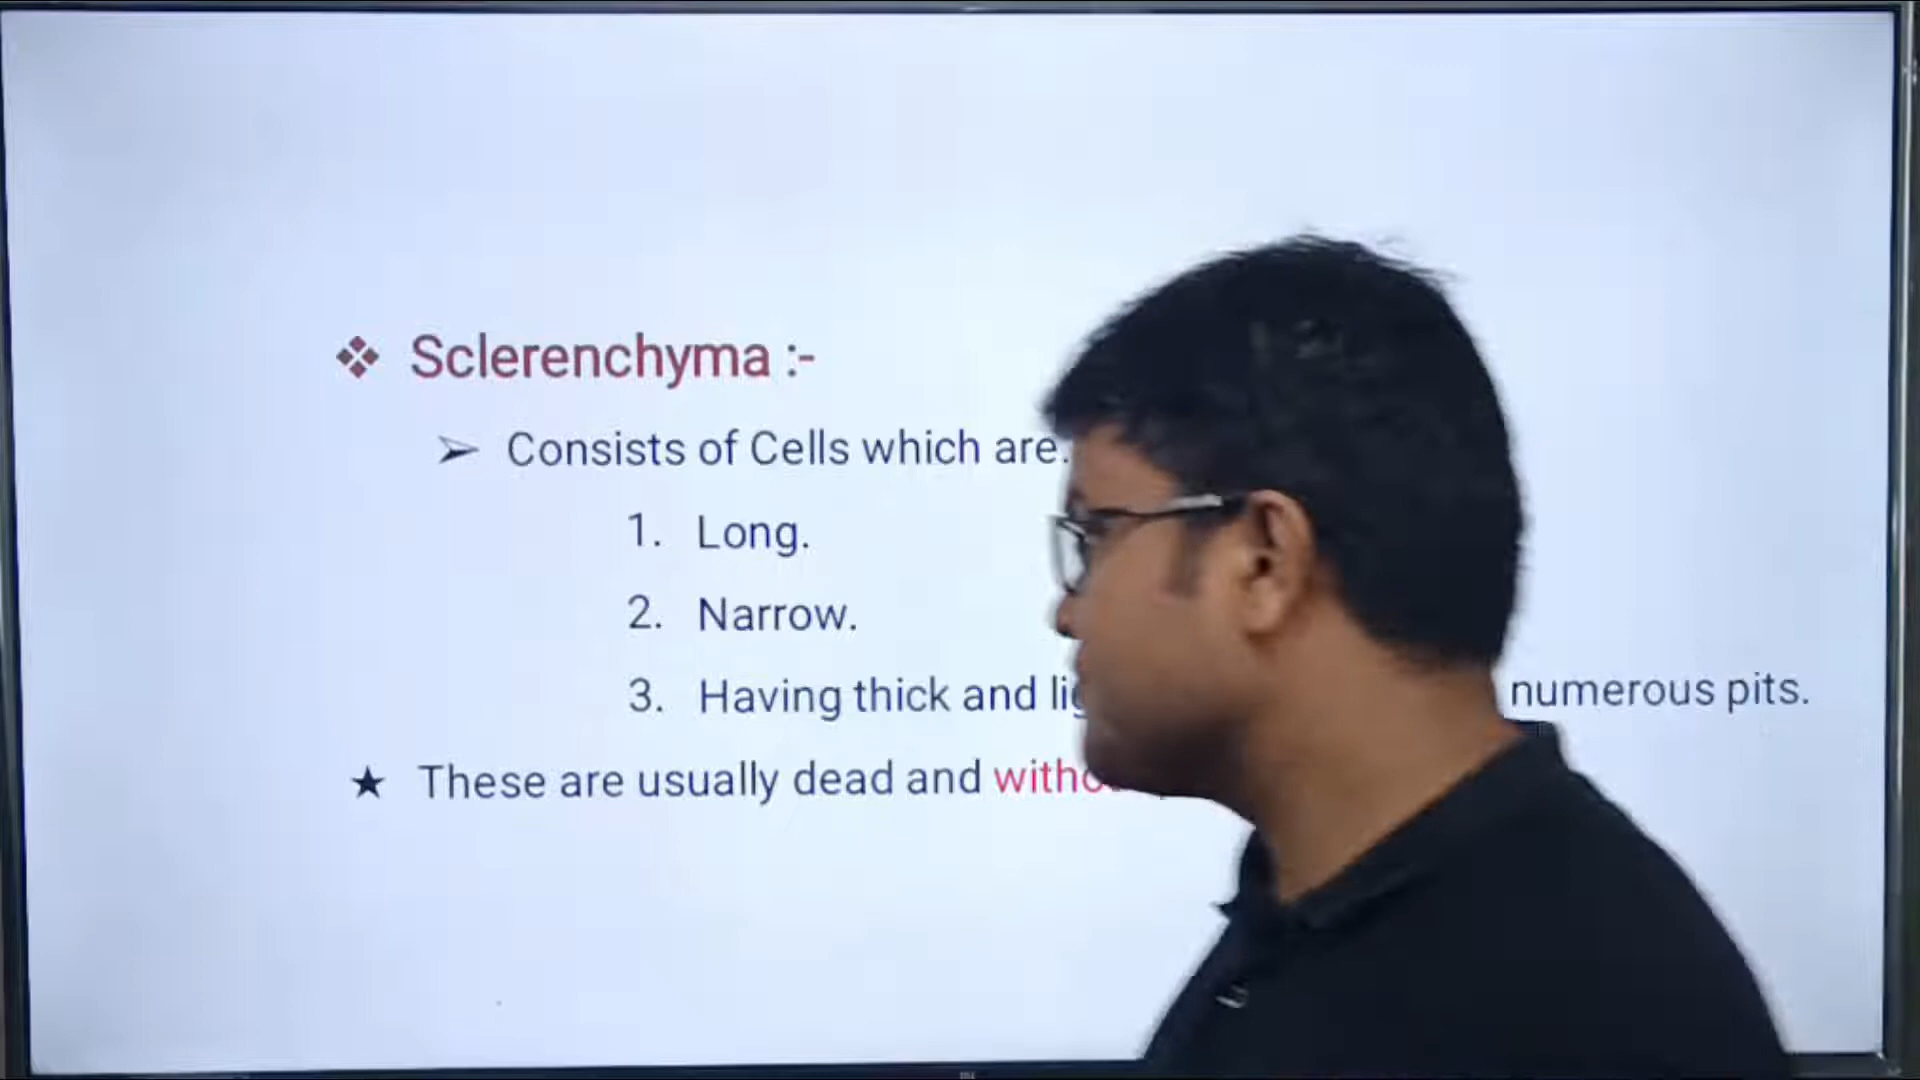 ❖ Sclerenchyma :-
➢ Consists of Cells which are.
1. Long.
2. Narrow.
3. Having thick and numerous pits.
★ These are usually dead and